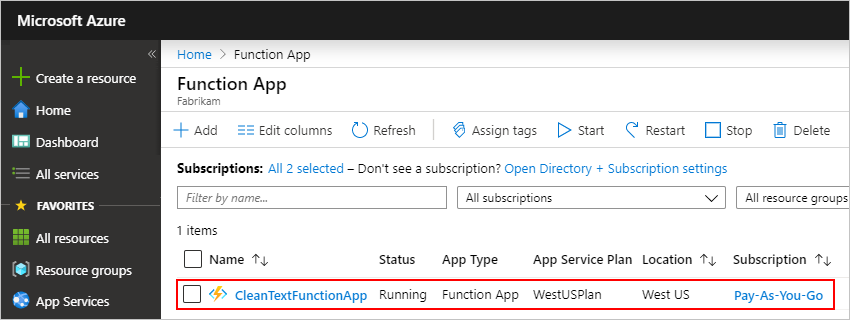 Microsoft Azure
«
Create a resource
Home
Dashboard
All services
FAVORITES
All resources
Resource groups
App Services
Home > Function App
Function App
Fabrikam
Add Edit columns Refresh Assign tags Start Restart Stop Delete
Subscriptions: All 2 selected – Don't see a subscription? Open Directory + Subscription settings
Filter by name... All subscriptions All resource groups
1 items
Name ↑↓ Status App Type App Service Plan Location ↑↓ Subscription ↑↓
CleanTextFunctionApp Running Function App WestUSPlan West US Pay-As-You-Go